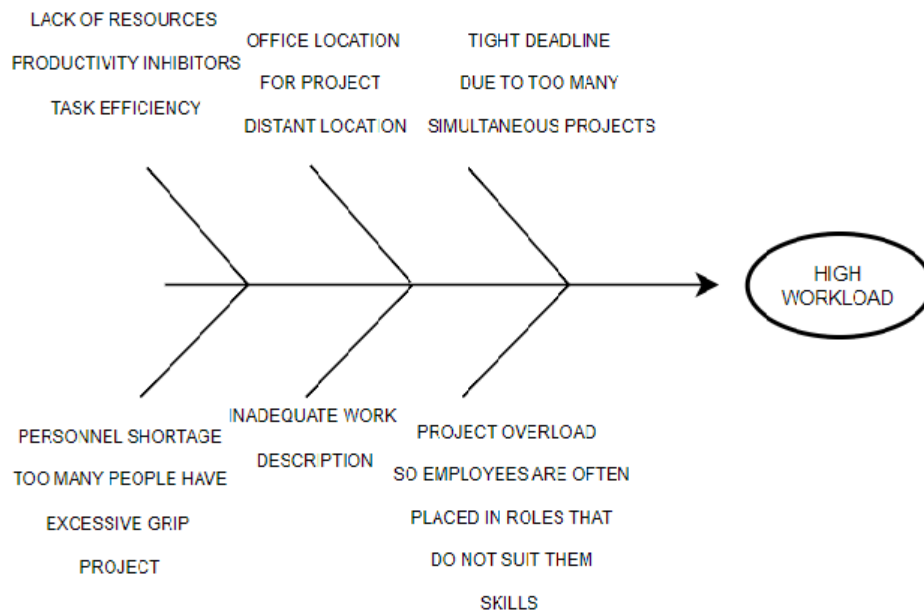 LACK OF RESOURCES
PRODUCTIVITY INHIBITORS
TASK EFFICIENCY
OFFICE LOCATION
FOR PROJECT
DISTANT LOCATION
TIGHT DEADLINE
DUE TO TOO MANY
SIMULTANEOUS PROJECTS
HIGH
WORKLOAD
PERSONNEL SHORTAGE
TOO MANY PEOPLE HAVE
EXCESSIVE GRIP
PROJECT
INADEQUATE WORK
DESCRIPTION
PROJECT OVERLOAD
SO EMPLOYEES ARE OFTEN
PLACED IN ROLES THAT
DO NOT SUIT THEM
SKILLS